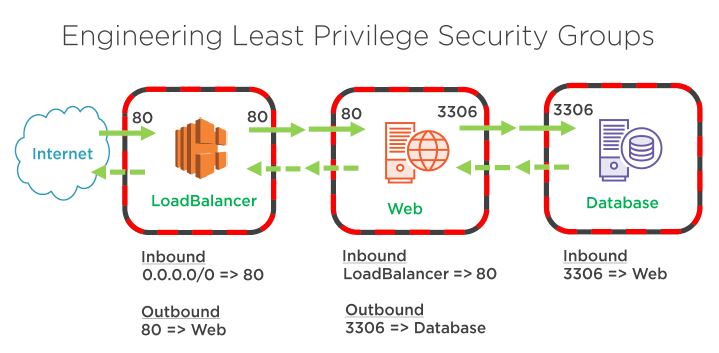 Engineering Least Privilege Security Groups
80
80
80
3306
3306
Internet
LoadBalancer
Web
Database
Inbound
0.0.0.0/0 => 80
Outbound
80 => Web
Inbound
LoadBalancer => 80
Outbound
3306 => Database
Inbound
3306 => Web